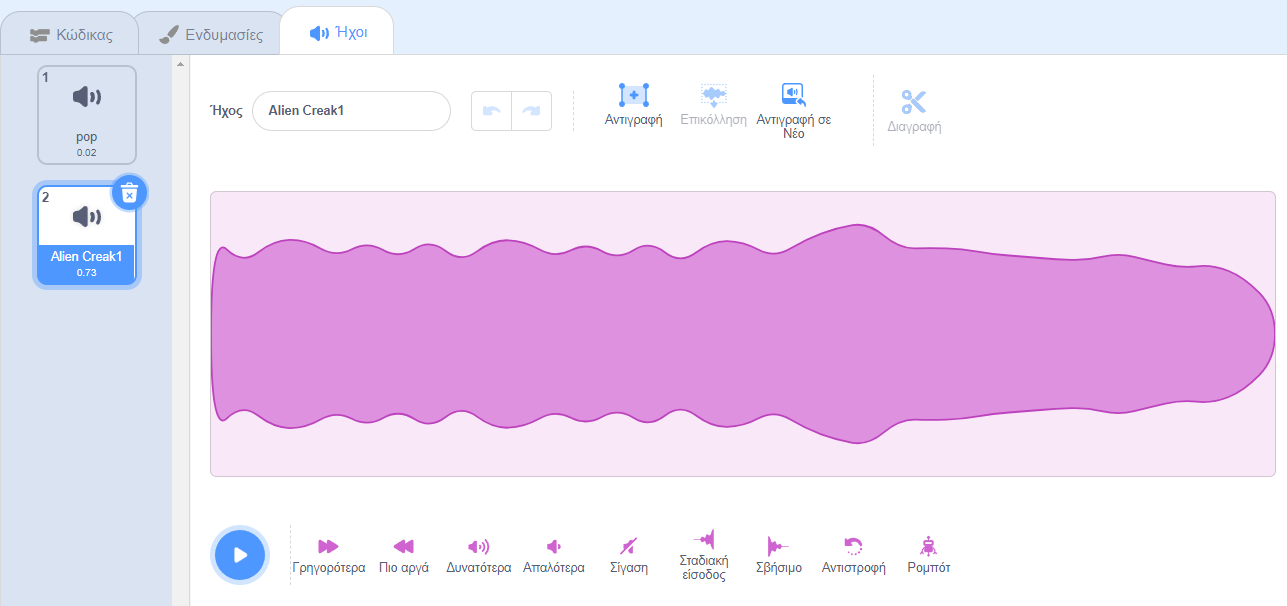 Κώδικας
Ενδυμασίες
Ήχοι
1
pop
0.02
2
Alien Creak1
0.73
Ήχος
Alien Creak1
Αντιγραφή
Επικόλληση
Αντιγραφή σε
Νέο
Διαγραφή
Γρηγορότερα
Πιο αργά
Δυνατότερα
Απαλότερα
Σίγαση
Σταδιακή
είσοδος
Σβήσιμο
Αντιστροφή
Ρομπότ